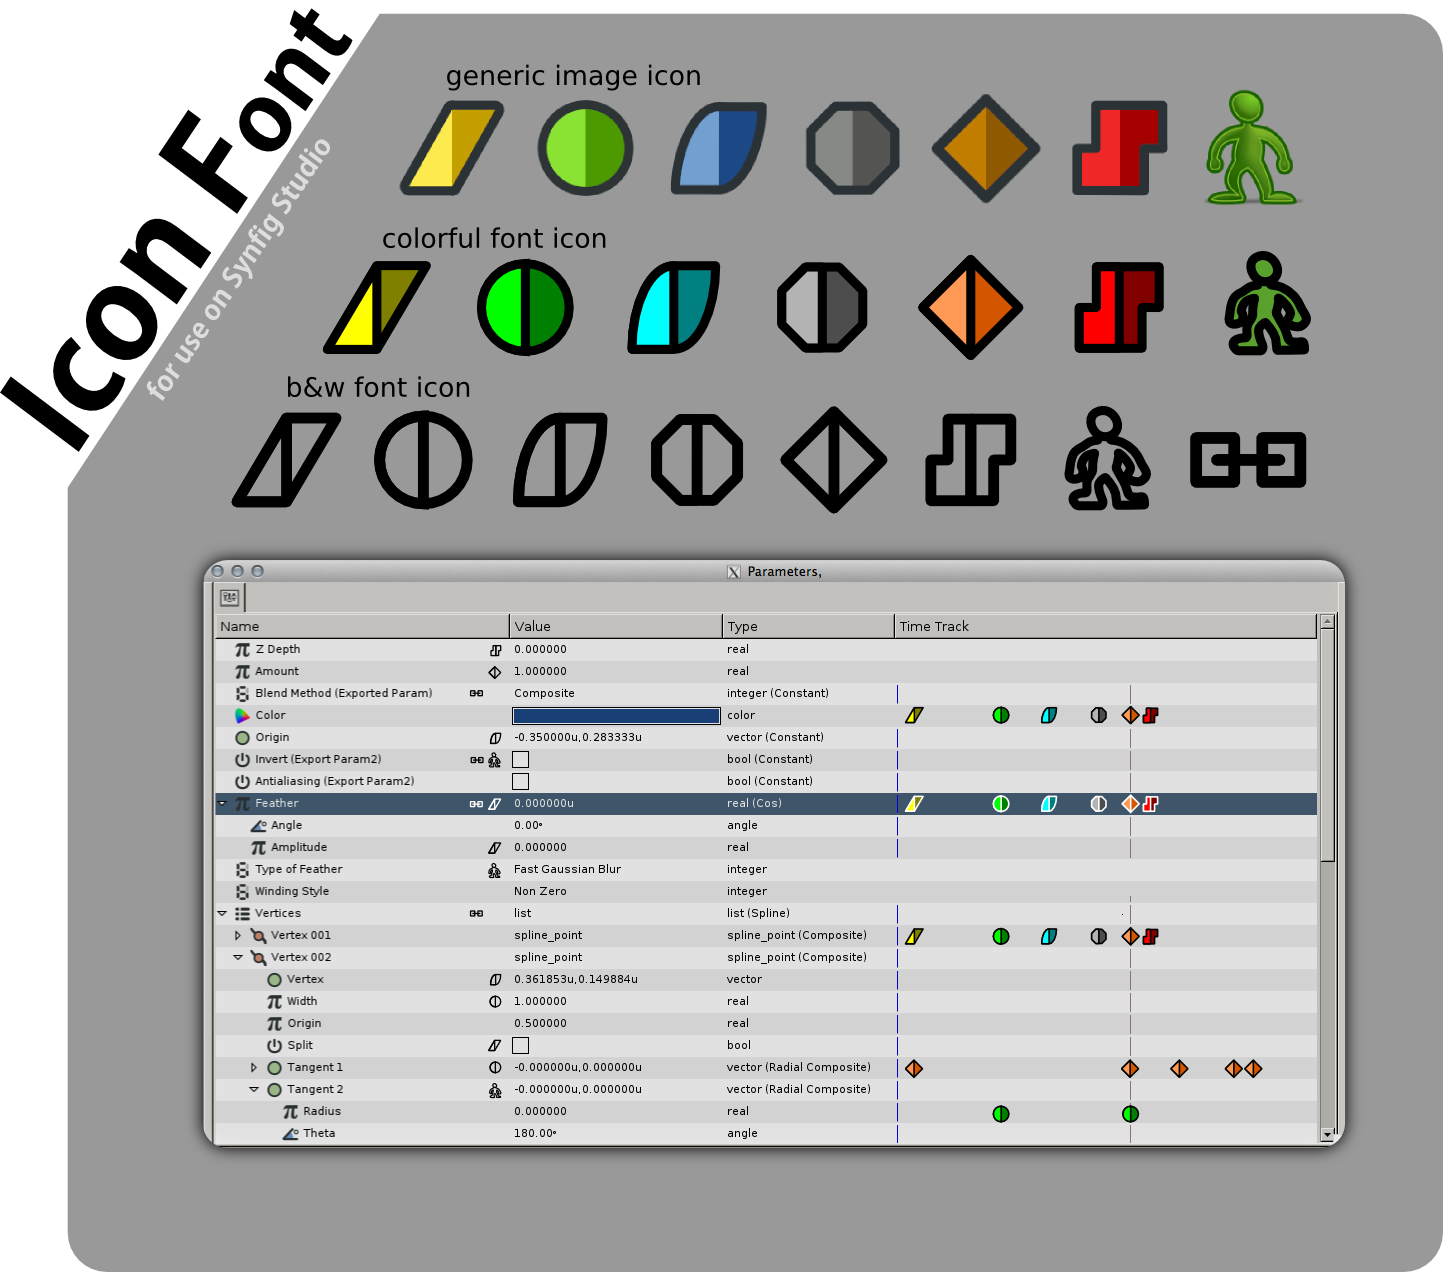 Icon Font
for use on Synfig Studio
generic image icon
colorful font icon
b&w font icon
X Parameters,
Name Value Type Time Track
Z Depth 0.000000 real
Amount 1.000000 real
Blend Method (Exported Param) Composite integer (Constant)
Color color
Origin -0.350000u,0.283333u vector (Constant)
Invert (Export Param2) bool (Constant)
Antialiasing (Export Param2) bool (Constant)
π Feather 0.000000u real (Cos)
Angle 0.00° angle
π Amplitude 0.000000 real
Type of Feather Fast Gaussian Blur integer
Winding Style Non Zero integer
Vertices list list (Spline)
Vertex 001 spline_point spline_point (Composite)
Vertex 002 spline_point spline_point (Composite)
Vertex 0.361853u,0.149884u vector
π Width 1.000000 real
π Origin 0.500000 real
Split bool
Tangent 1 -0.000000u,0.000000u vector (Radial Composite)
Tangent 2 -0.000000u,0.000000u vector (Radial Composite)
π Radius 0.000000 real
Theta 180.00° angle